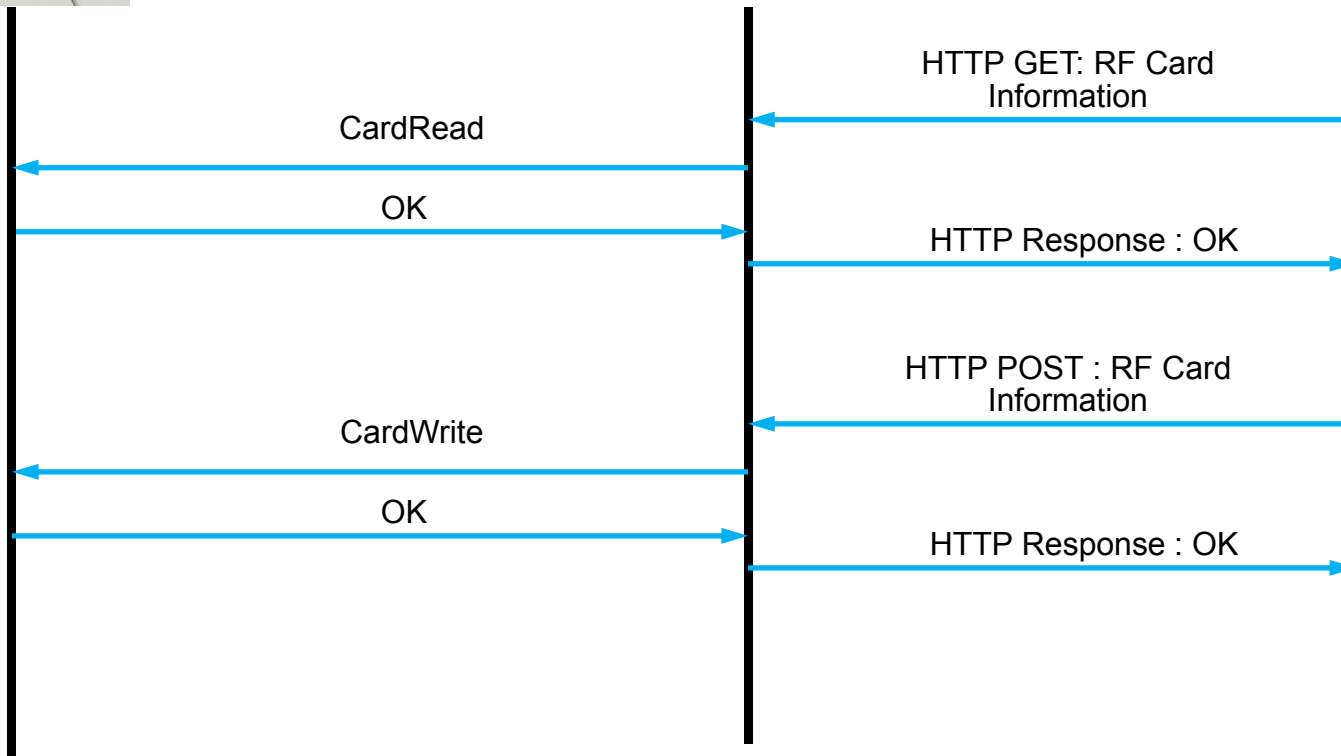 HTTP GET: RF Card
Information
CardRead
OK
HTTP Response : OK
HTTP POST : RF Card
Information
CardWrite
OK
HTTP Response : OK